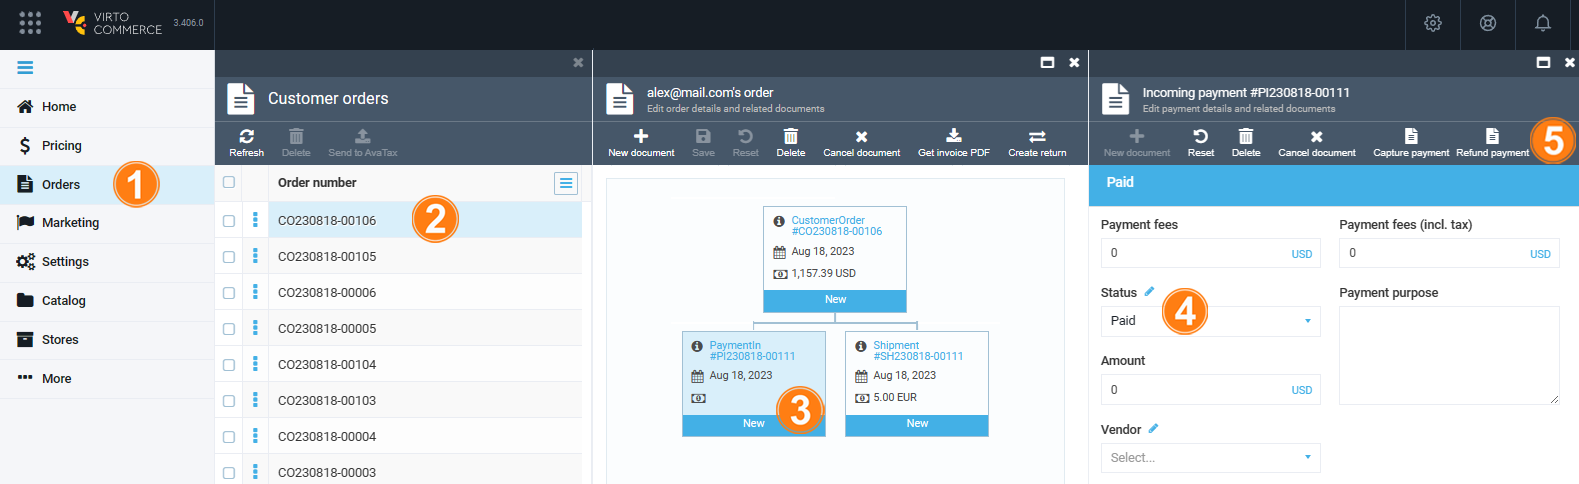 VIRTO
COMMERCE
3.406.0
Home
Pricing
Orders
1
Marketing
Settings
Catalog
Stores
More
Customer orders
Refresh
Delete
Send to AvaTax
Order number
CO230818-00106
2
CO230818-00105
CO230818-00006
CO230818-00005
CO230818-00104
CO230818-00103
CO230818-00004
CO230818-00003
alex@mail.com's order
Edit order details and related documents
New document
Save
Reset
Delete
Cancel document
Get invoice PDF
Create return
CustomerOrder
#CO230818-00106
Aug 18, 2023
1,157.39 USD
New
PaymentIn
#PI230818-00111
Aug 18, 2023
3
New
Shipment
#SH230818-00111
Aug 18, 2023
5.00 EUR
New
Incoming payment #PI230818-00111
Edit payment details and related documents
New document
Reset
Delete
Cancel document
Capture payment
Refund payment
5
Paid
Payment fees
0 USD
Payment fees (incl. tax)
0 USD
Status
4
Paid
Payment purpose
Amount
0 USD
Vendor
Select...